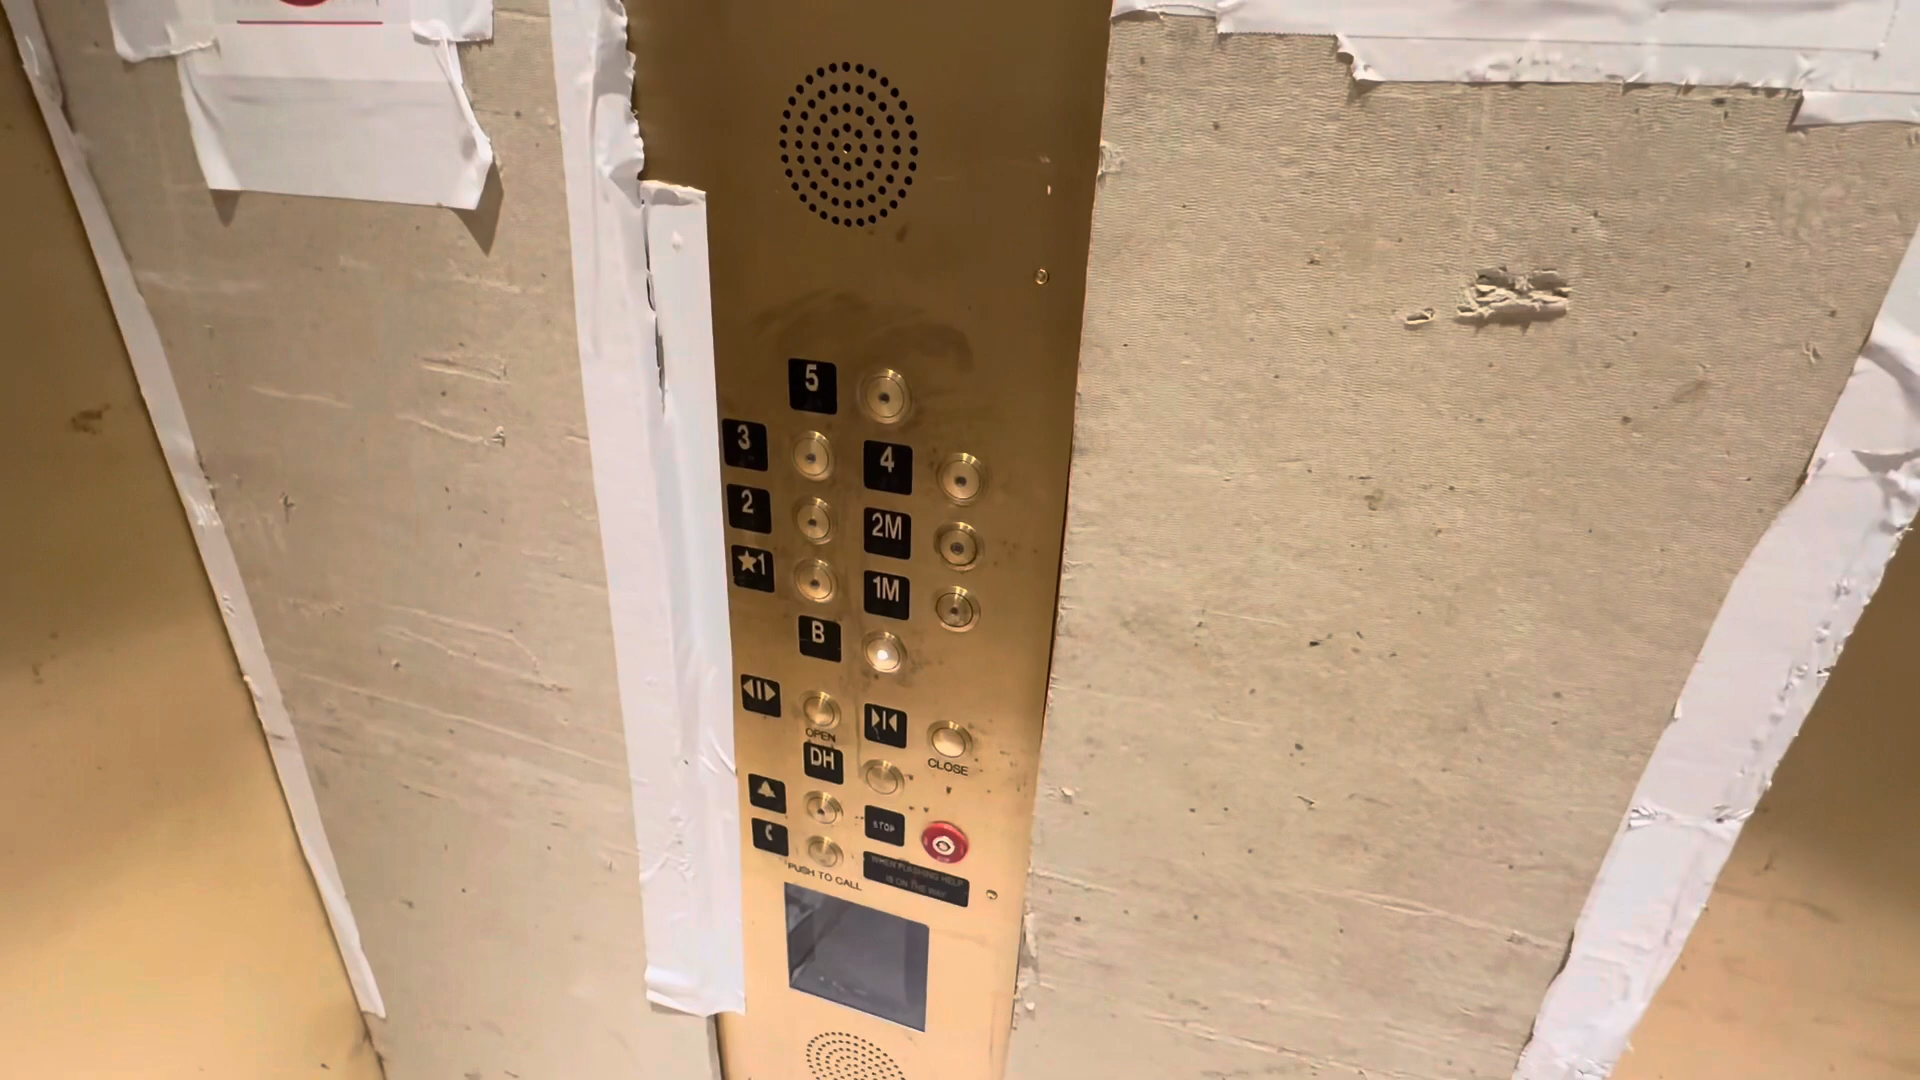 5
3 4
2 2M
★1 1M
B
OPEN
CLOSE
DH
STOP
PUSH TO CALL
WHEN FLASHING HELP
IS ON THE WAY